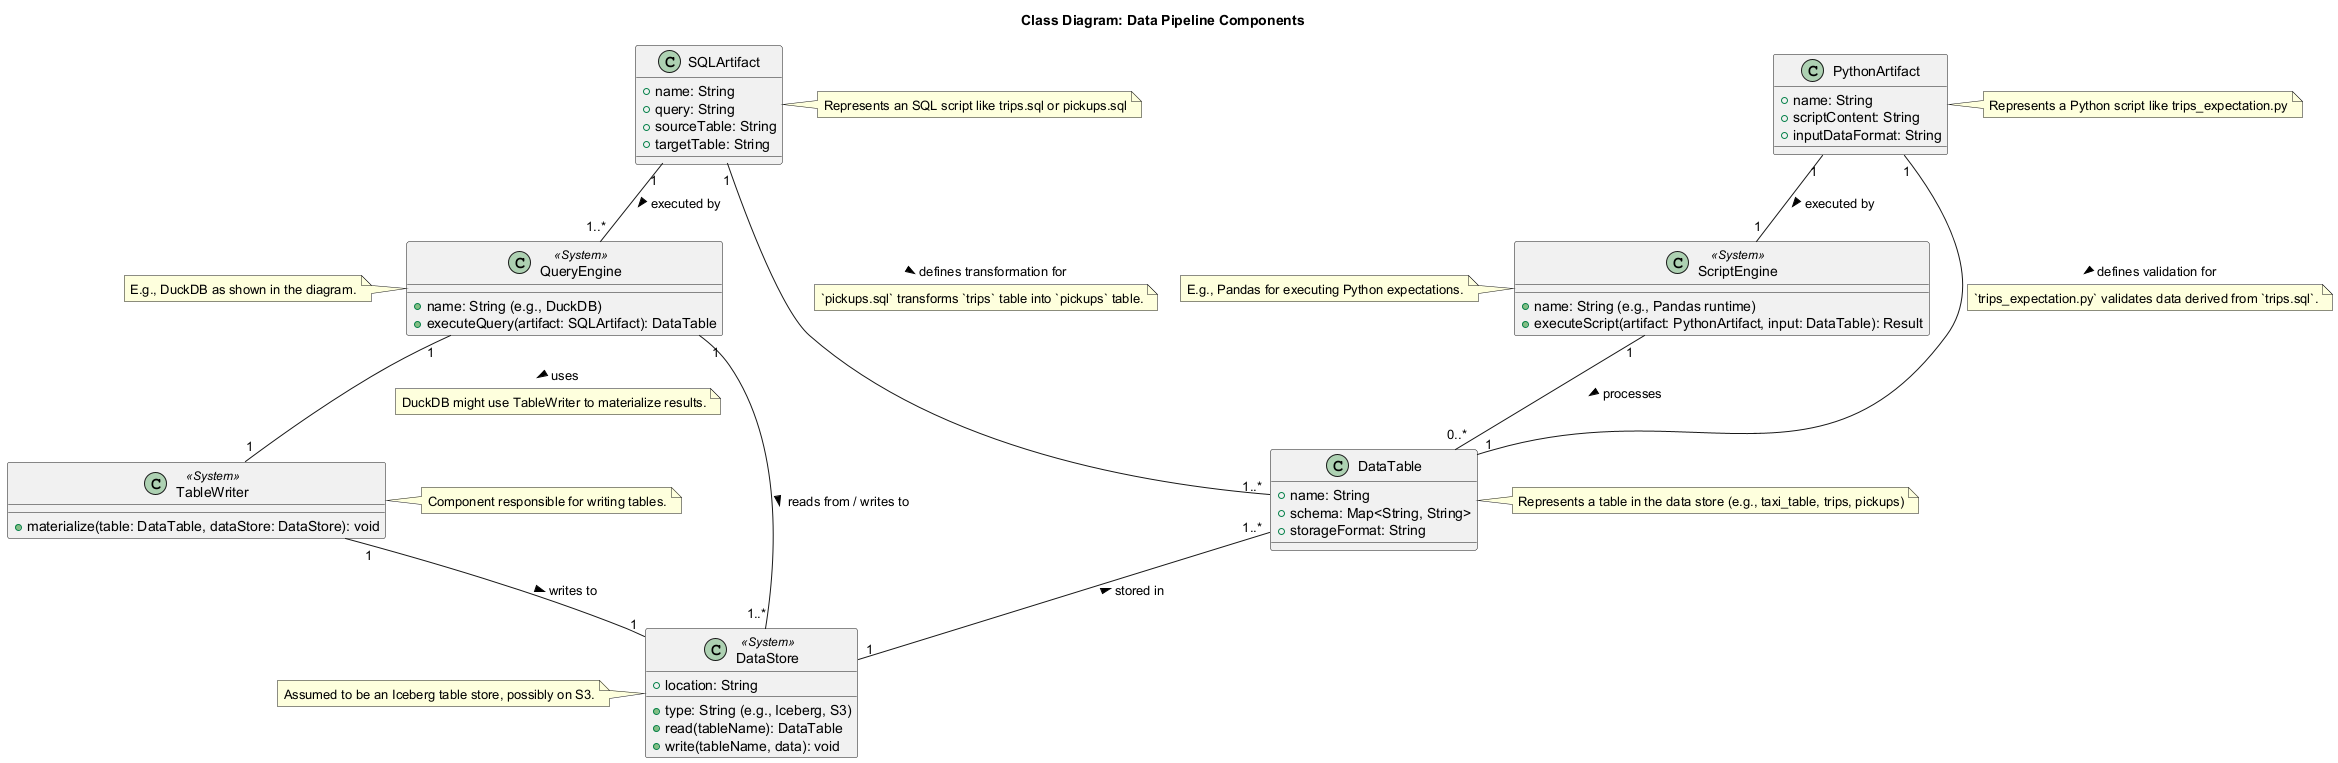 Class Diagram: Data Pipeline Components
C SQLArtifact
name: String
query: String
sourceTable: String
targetTable: String
Represents an SQL script like trips.sql or pickups.sql
C PythonArtifact
name: String
scriptContent: String
inputDataFormat: String
Represents a Python script like trips_expectation.py
1
1
1
1
executed by
executed by
1..*
1
C «System»
QueryEngine
name: String (e.g., DuckDB)
executeQuery(artifact: SQLArtifact): DataTable
E.g., DuckDB as shown in the diagram.
defines transformation for
`pickups.sql` transforms `trips` table into `pickups` table.
C «System»
ScriptEngine
name: String (e.g., Pandas runtime)
executeScript(artifact: PythonArtifact, input: DataTable): Result
E.g., Pandas for executing Python expectations.
defines validation for
`trips_expectation.py` validates data derived from `trips.sql`.
1
1
1
uses
DuckDB might use TableWriter to materialize results.
processes
1
0..*
1
C «System»
TableWriter
materialize(table: DataTable, dataStore: DataStore): void
Component responsible for writing tables.
reads from / writes to
1..*
C DataTable
name: String
schema: Map<String, String>
storageFormat: String
Represents a table in the data store (e.g., taxi_table, trips, pickups)
1..*
1
writes to
stored in
1
1..*
1
C «System»
DataStore
location: String
type: String (e.g., Iceberg, S3)
read(tableName): DataTable
write(tableName, data): void
Assumed to be an Iceberg table store, possibly on S3.